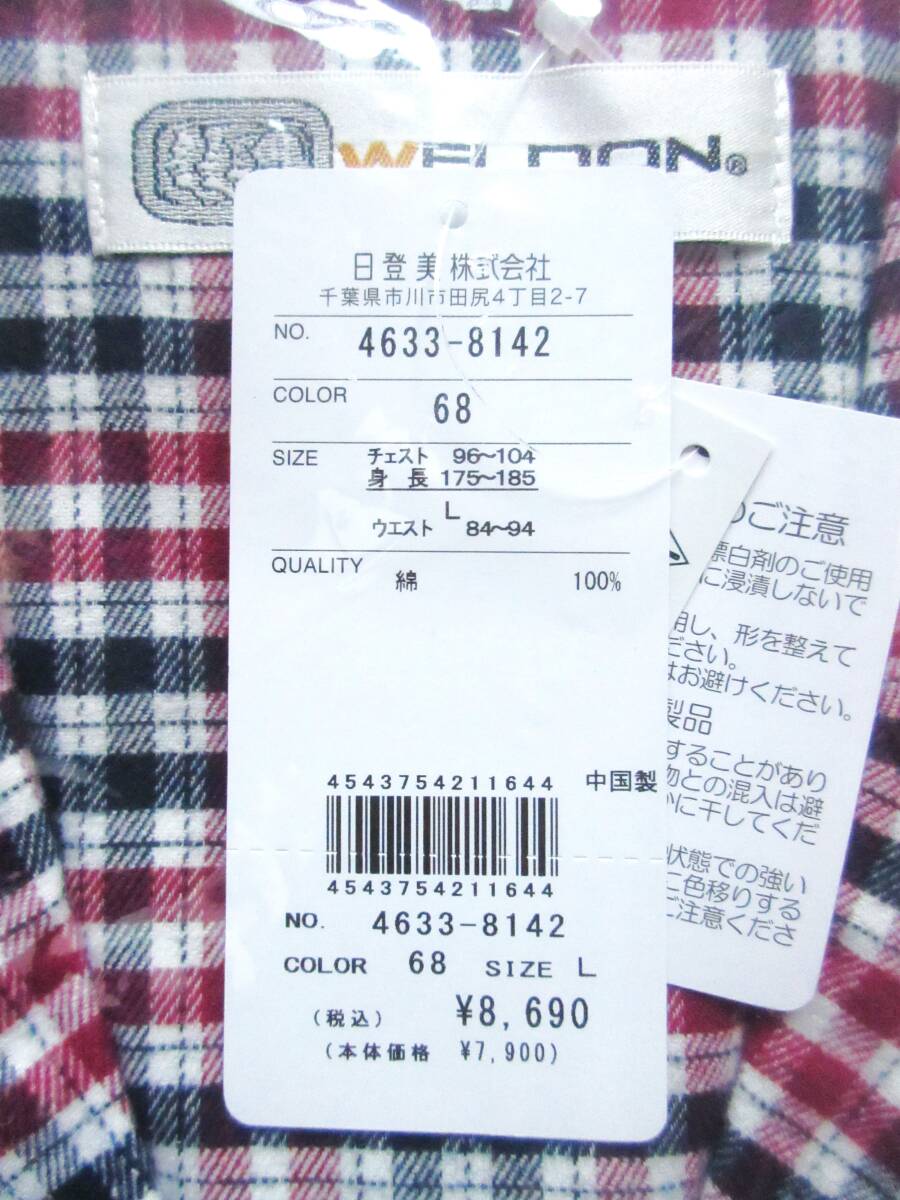 日登美株式会社
千葉県市川市田尻4丁目2-7
NO. 4633-8142
COLOR 68
SIZE チェスト 96~104
身長 175~185
L
ウエスト 84~94
QUALITY 綿 100%
4543754211644 中国製
4543754211644
NO. 4633-8142
COLOR 68 SIZE L
(税込) ¥8,690
(本体価格 ¥7,900)
のご注意
漂白剤のご使用
に浸漬しないで
用し、形を整えて
ださい。
はお避けください。
製品
することがあり
物との混入は避
かに干してくだ
状態での強い
に色移りする
ご注意くださ